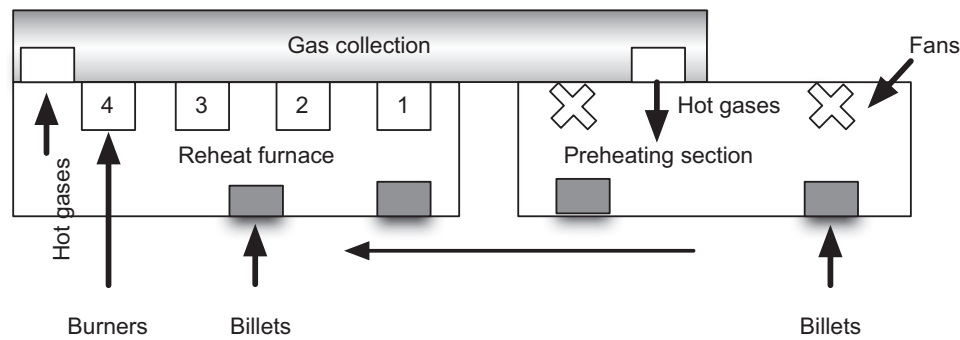 Gas collection
Fans
4
3
2
1
Hot gases
Reheat furnace
Preheating section
Hot gases
Burners
Billets
Billets